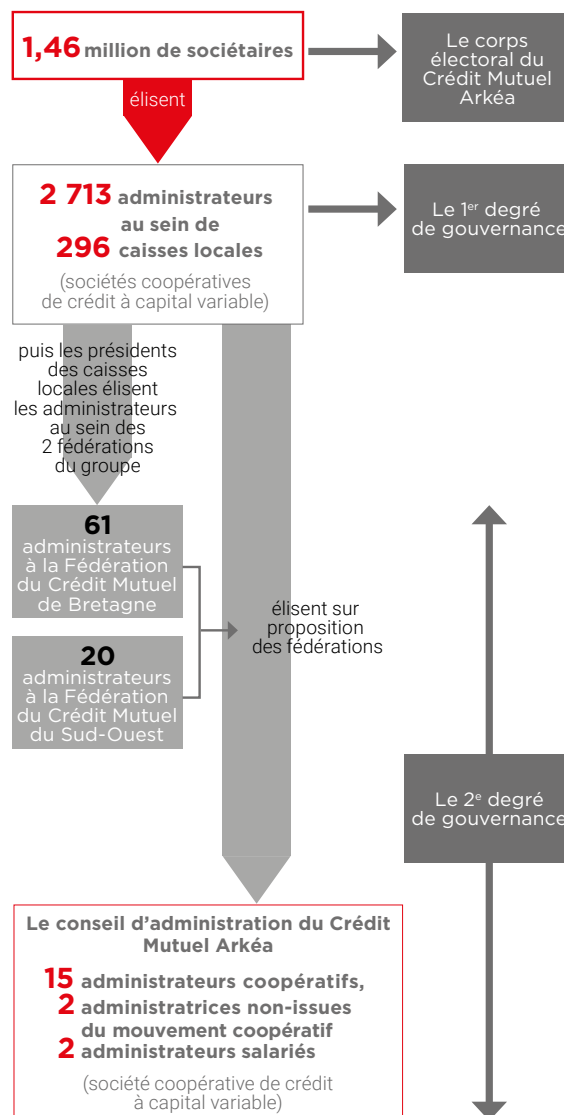 1,46 million de sociétaires
Le corps
électoral du
Crédit Mutuel
Arkéa
élisent
2 713 administrateurs
au sein de
296 caisses locales
(sociétés coopératives
de crédit à capital variable)
Le 1er degré
de gouvernance
puis les présidents
des caisses
locales élisent
les administrateurs
au sein des
2 fédérations
du groupe
61
administrateurs
à la Fédération
du Crédit Mutuel
de Bretagne
20
administrateurs
à la Fédération
du Crédit Mutuel
du Sud-Ouest
élisent sur
proposition
des fédérations
Le 2e degré
de gouvernance
Le conseil d’administration du Crédit
Mutuel Arkéa
15 administrateurs coopératifs,
2 administratrices non-issues
du mouvement coopératif
2 administrateurs salariés
(société coopérative de crédit
à capital variable)